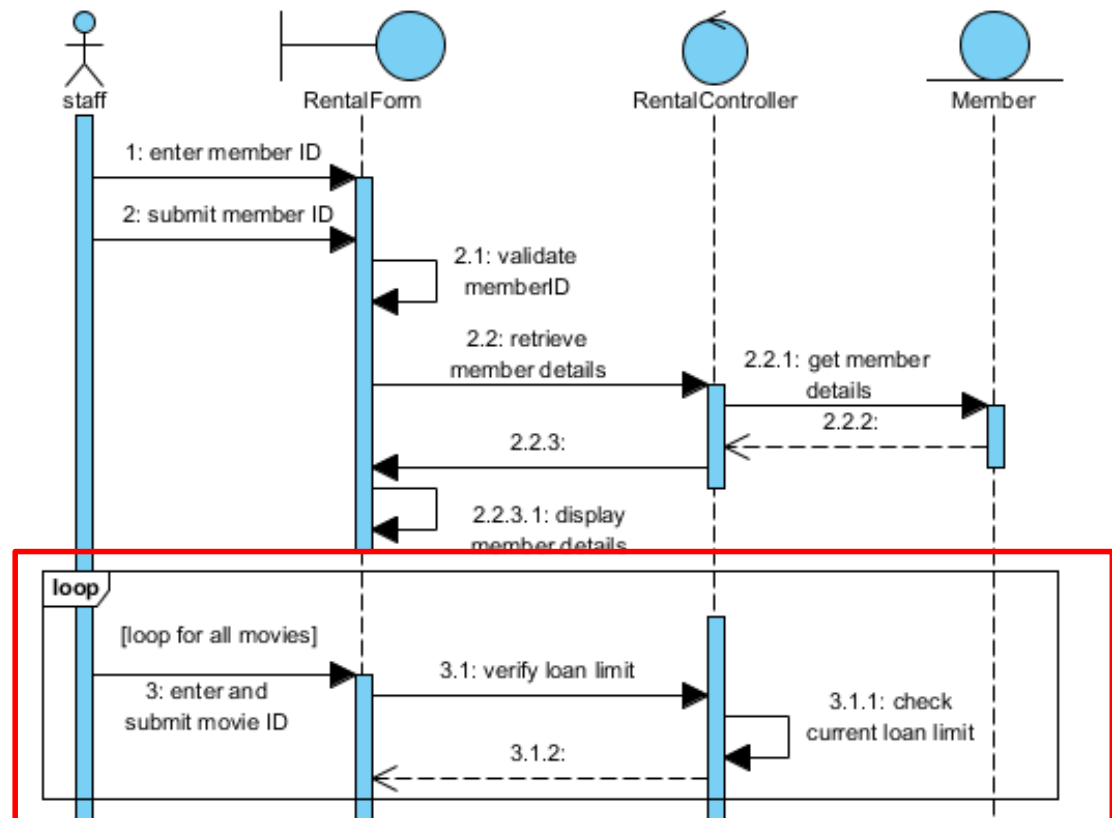 staff
RentalForm
RentalController
Member
1: enter member ID
2: submit member ID
2.1: validate
memberID
2.2: retrieve
member details
2.2.1: get member
details
2.2.2:
2.2.3:
2.2.3.1: display
member details
loop
[loop for all movies]
3: enter and
submit movie ID
3.1: verify loan limit
3.1.1: check
current loan limit
3.1.2: